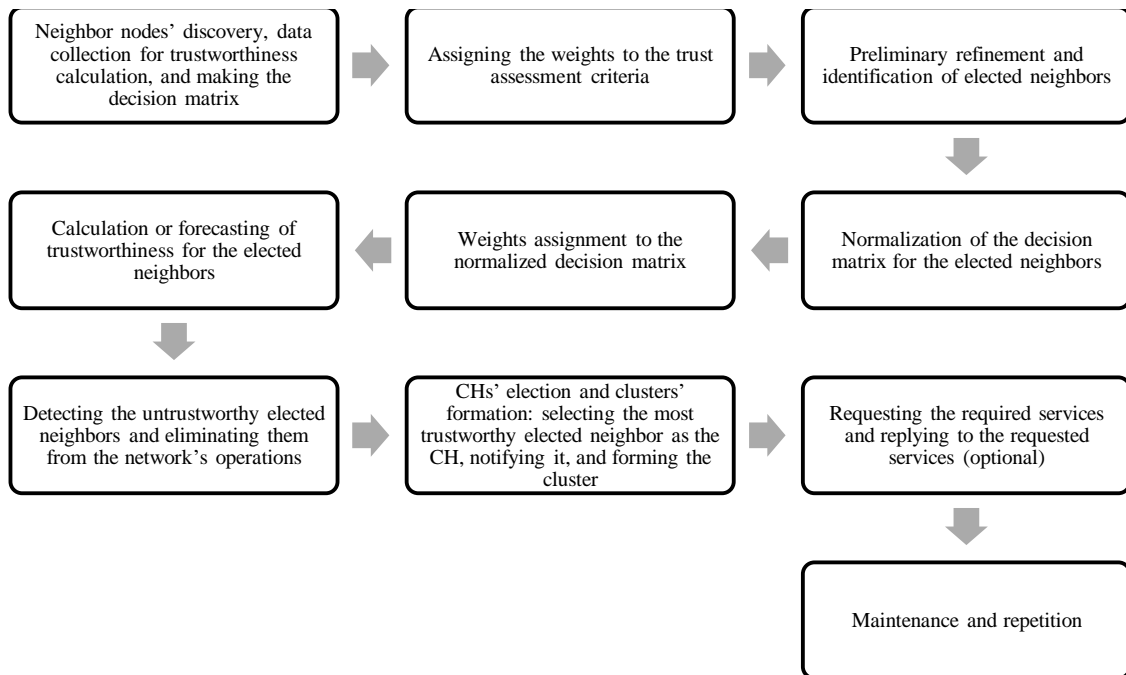 Neighbor nodes’ discovery, data
collection for trustworthiness
calculation, and making the
decision matrix
Assigning the weights to the trust
assessment criteria
Preliminary refinement and
identification of elected neighbors
Normalization of the decision
matrix for the elected neighbors
Weights assignment to the
normalized decision matrix
Calculation or forecasting of
trustworthiness for the elected
neighbors
Detecting the untrustworthy elected
neighbors and eliminating them
from the network’s operations
CHs’ election and clusters’
formation: selecting the most
trustworthy elected neighbor as the
CH, notifying it, and forming the
cluster
Requesting the required services
and replying to the requested
services (optional)
Maintenance and repetition